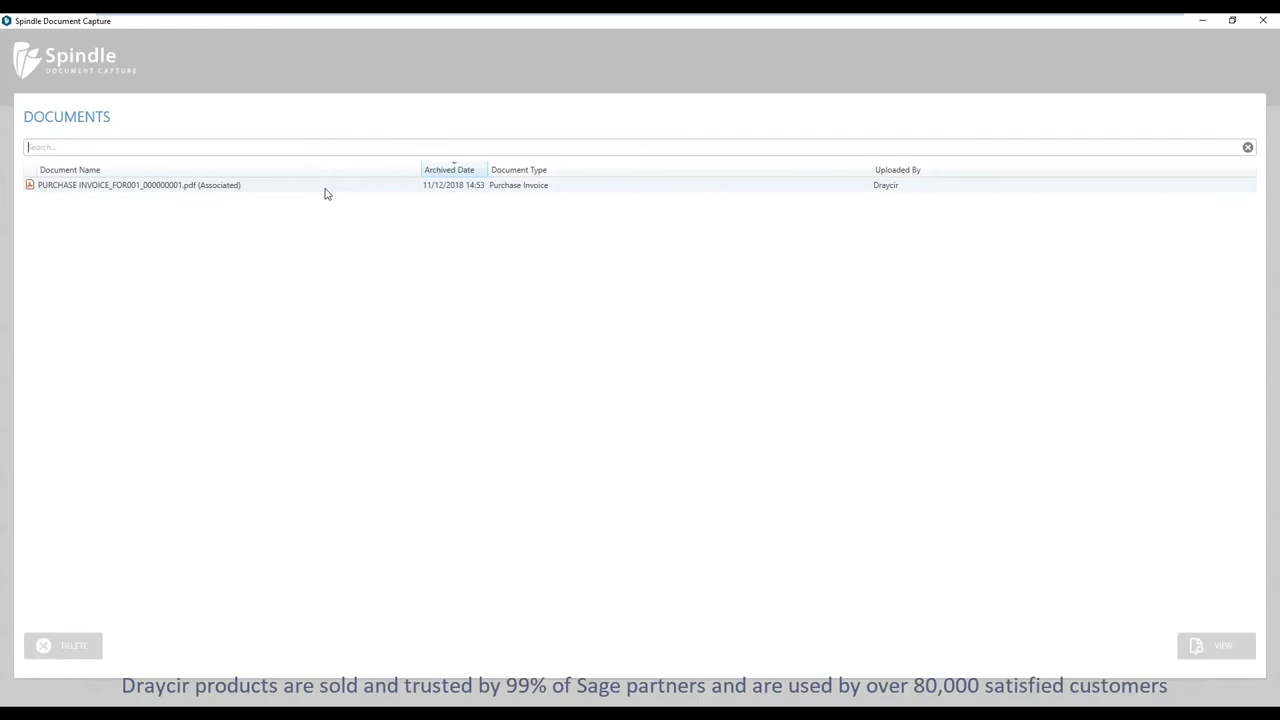 Spindle Document Capture
Spindle
DOCUMENT CAPTURE
DOCUMENTS
Search...
Document Name Archived Date Document Type Uploaded By
PURCHASE INVOICE_FOR001_000000001.pdf (Associated) 11/12/2018 14:53 Purchase Invoice Draycir
DELETE VIEW
Draycir products are sold and trusted by 99% of Sage partners and are used by over 80,000 satisfied customers